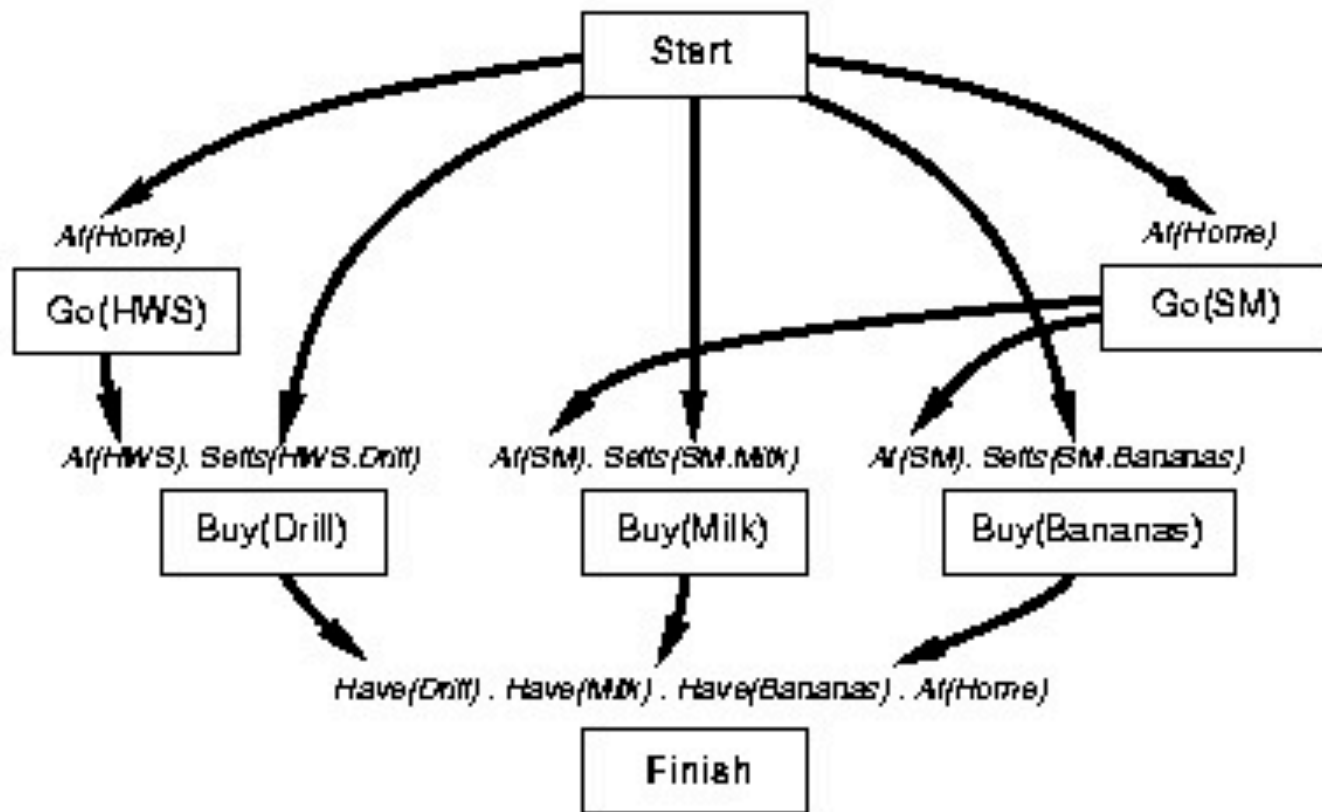 Start
At(Home) At(Home)
Go(HWS) Go(SM)
At(HWS), Sells(HWS,Drill) At(SM), Sells(SM,Milk) At(SM), Sells(SM,Bananas)
Buy(Drill) Buy(Milk) Buy(Bananas)
Have(Drill) , Have(Milk) , Have(Bananas) , At(Home)
Finish